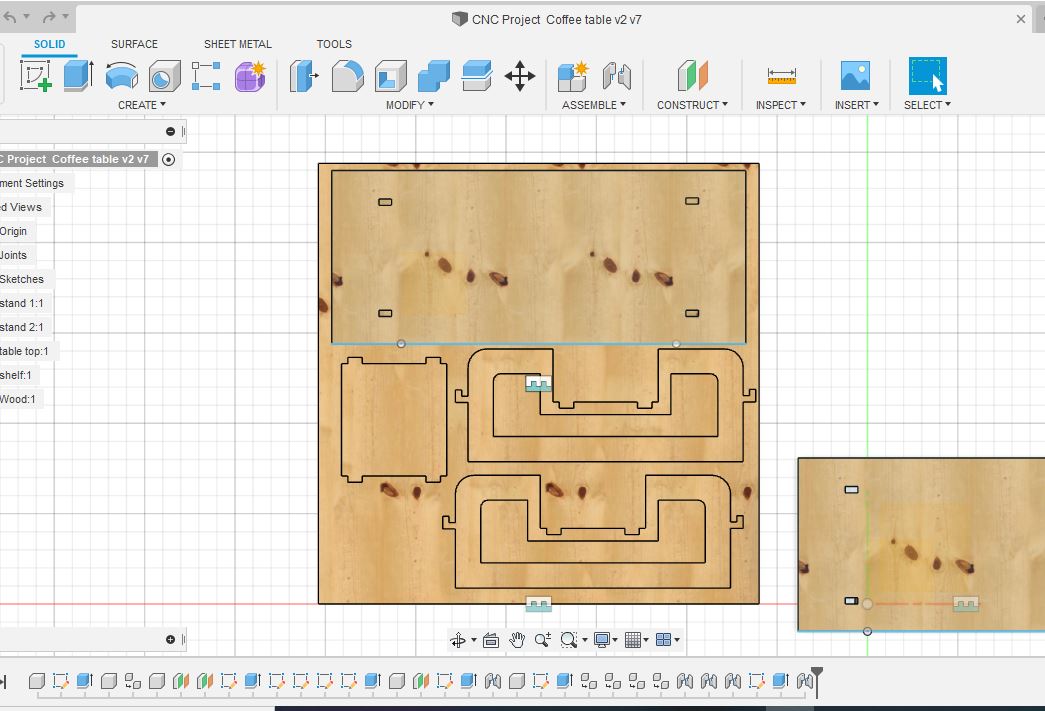 CNC Project Coffee table v2 v7
SOLID SURFACE SHEET METAL TOOLS
CREATE MODIFY ASSEMBLE CONSTRUCT INSPECT INSERT SELECT
C Project Coffee table v2 v7
ment Settings
ed Views
Origin
Joints
Sketches
stand 1:1
stand 2:1
table top:1
shelf:1
Wood:1